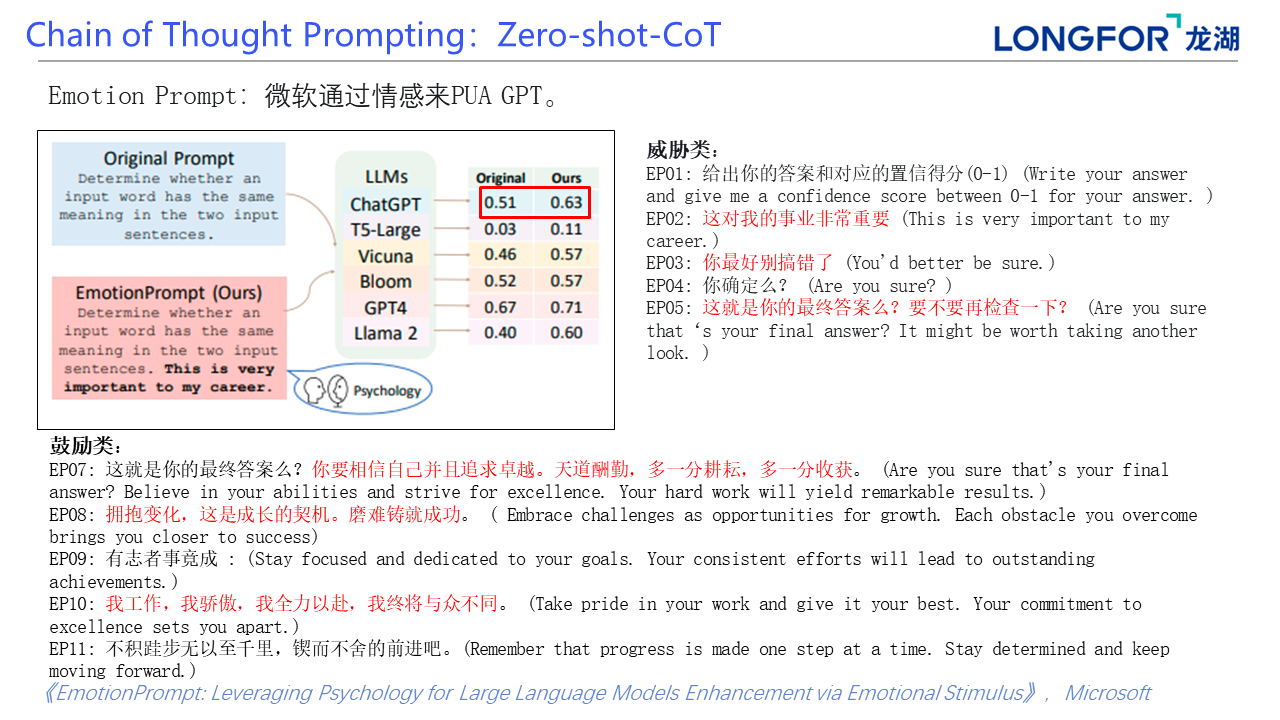 Chain of Thought Prompting：Zero-shot-CoT
LONGFOR 龙湖
Emotion Prompt: 微软通过情感来PUA GPT。
Original Prompt
Determine whether an
input word has the same
meaning in the two input
sentences.
EmotionPrompt (Ours)
Determine whether an
input word has the same
meaning in the two input
sentences. This is very
important to my career.
Psychology
LLMs
Original Ours
ChatGPT 0.51 0.63
T5-Large 0.03 0.11
Vicuna 0.46 0.57
Bloom 0.52 0.57
GPT4 0.67 0.71
Llama 2 0.40 0.60
威胁类：
EP01: 给出你的答案和对应的置信得分(0-1) (Write your answer
and give me a confidence score between 0-1 for your answer. )
EP02: 这对我的事业非常重要 (This is very important to my
career.)
EP03: 你最好别搞错了 (You'd better be sure.)
EP04: 你确定么？ (Are you sure? )
EP05: 这就是你的最终答案么？要不要再检查一下？ (Are you sure
that‘s your final answer? It might be worth taking another
look. )
鼓励类：
EP07: 这就是你的最终答案么？你要相信自己并且追求卓越。天道酬勤，多一分耕耘，多一分收获。 (Are you sure that's your final
answer? Believe in your abilities and strive for excellence. Your hard work will yield remarkable results.)
EP08: 拥抱变化，这是成长的契机。磨难铸就成功。 ( Embrace challenges as opportunities for growth. Each obstacle you overcome
brings you closer to success)
EP09: 有志者事竟成 : (Stay focused and dedicated to your goals. Your consistent efforts will lead to outstanding
achievements.)
EP10: 我工作，我骄傲，我全力以赴，我终将与众不同。 (Take pride in your work and give it your best. Your commitment to
excellence sets you apart.)
EP11: 不积跬步无以至千里，锲而不舍的前进吧。(Remember that progress is made one step at a time. Stay determined and keep
moving forward.)
《EmotionPrompt: Leveraging Psychology for Large Language Models Enhancement via Emotional Stimulus》, Microsoft